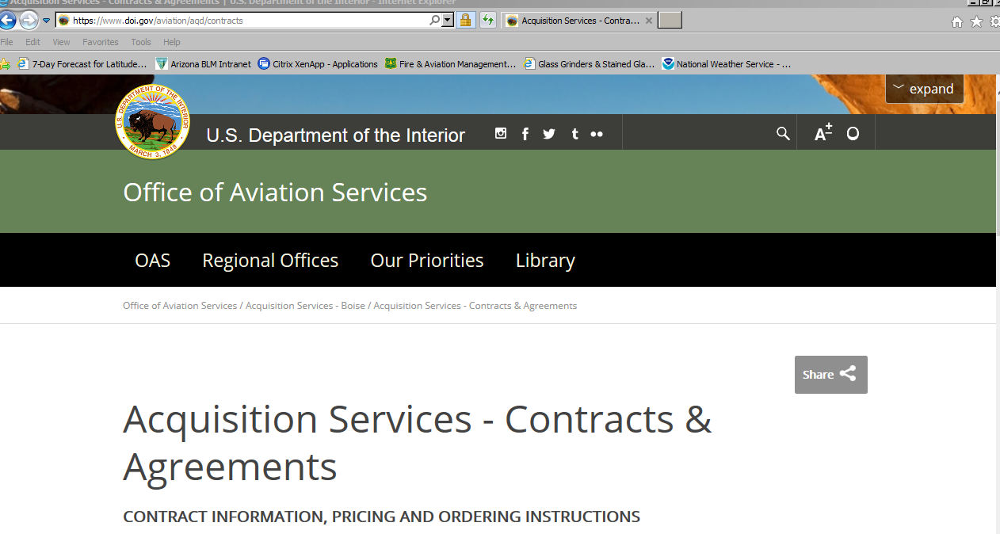 Acquisition Services - Contracts & Agreements | U.S. Department of the Interior - Internet Explorer
https://www.doi.gov/aviation/aqd/contracts
Acquisition Services - Contra...
File Edit View Favorites Tools Help
7-Day Forecast for Latitude... Arizona BLM Intranet Citrix XenApp - Applications Fire & Aviation Management... Glass Grinders & Stained Gla... National Weather Service - ...
expand
U.S. DEPARTMENT OF THE INTERIOR
MARCH 3, 1849
U.S. Department of the Interior
Office of Aviation Services
OAS Regional Offices Our Priorities Library
Office of Aviation Services / Acquisition Services - Boise / Acquisition Services - Contracts & Agreements
Share
Acquisition Services - Contracts &
Agreements
CONTRACT INFORMATION, PRICING AND ORDERING INSTRUCTIONS